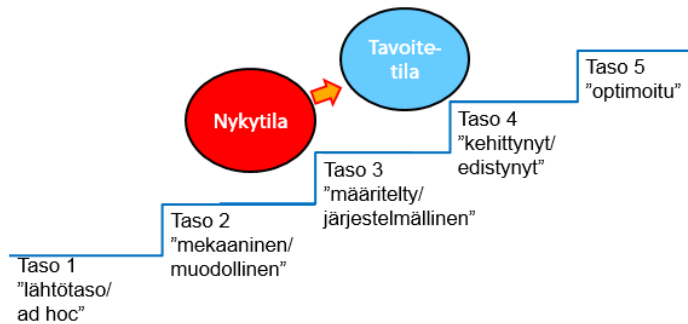 Tavoite-
tila
Nykytila
Taso 5
”optimoitu”
Taso 4
”kehittynyt/
edistynyt”
Taso 3
”määritelty/
järjestelmällinen”
Taso 2
”mekaaninen/
muodollinen”
Taso 1
”lähtötaso/
ad hoc”